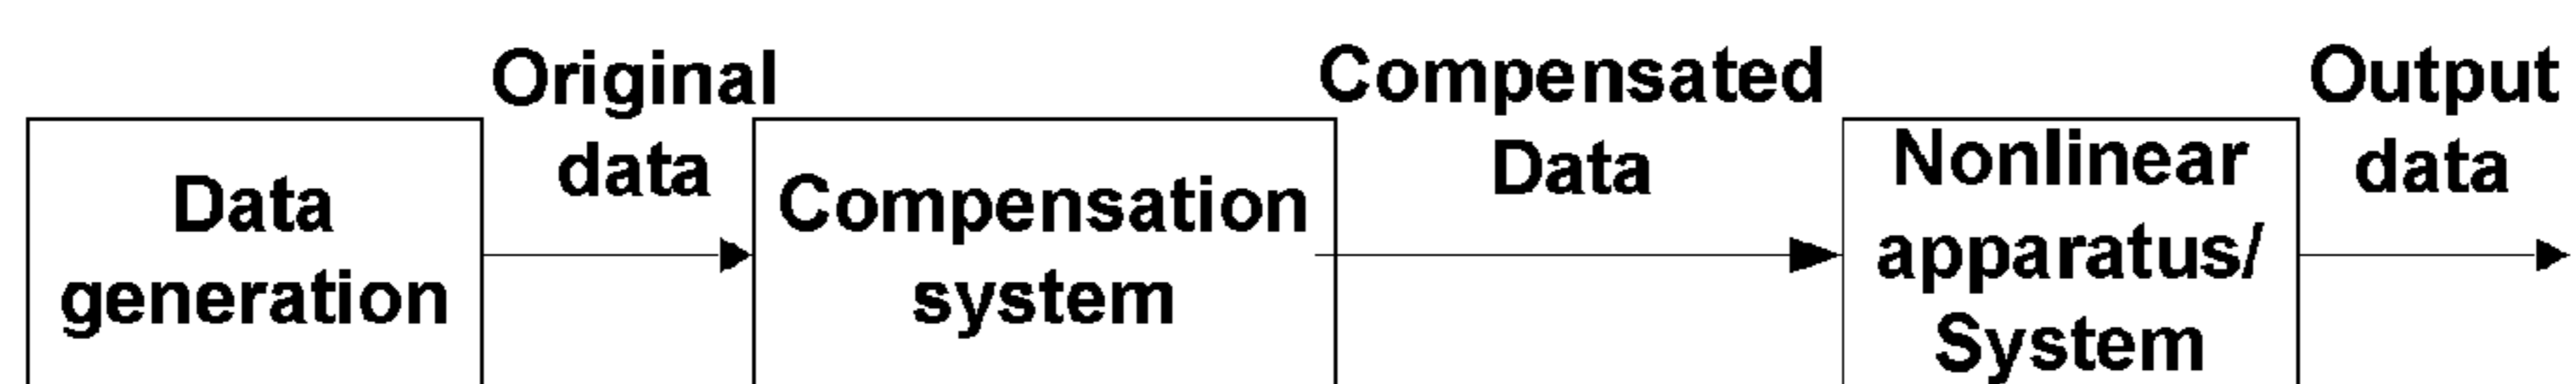 Data
generation
Original
data
Compensation
system
Compensated
Data
Nonlinear
apparatus/
System
Output
data